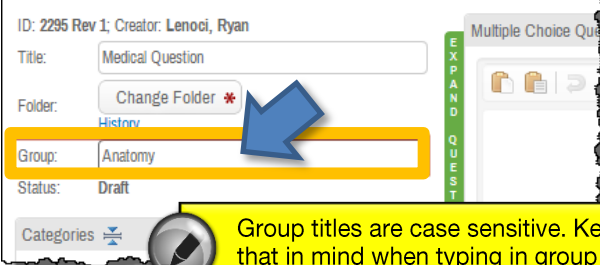 ID: 2295 Rev 1; Creator: Lenoci, Ryan
Title: Medical Question
Folder: Change Folder *
History
Group: Anatomy
Status: Draft
Categories
EXPAND QUEST
Multiple Choice Que
Group titles are case sensitive. Ke
that in mind when typing in group